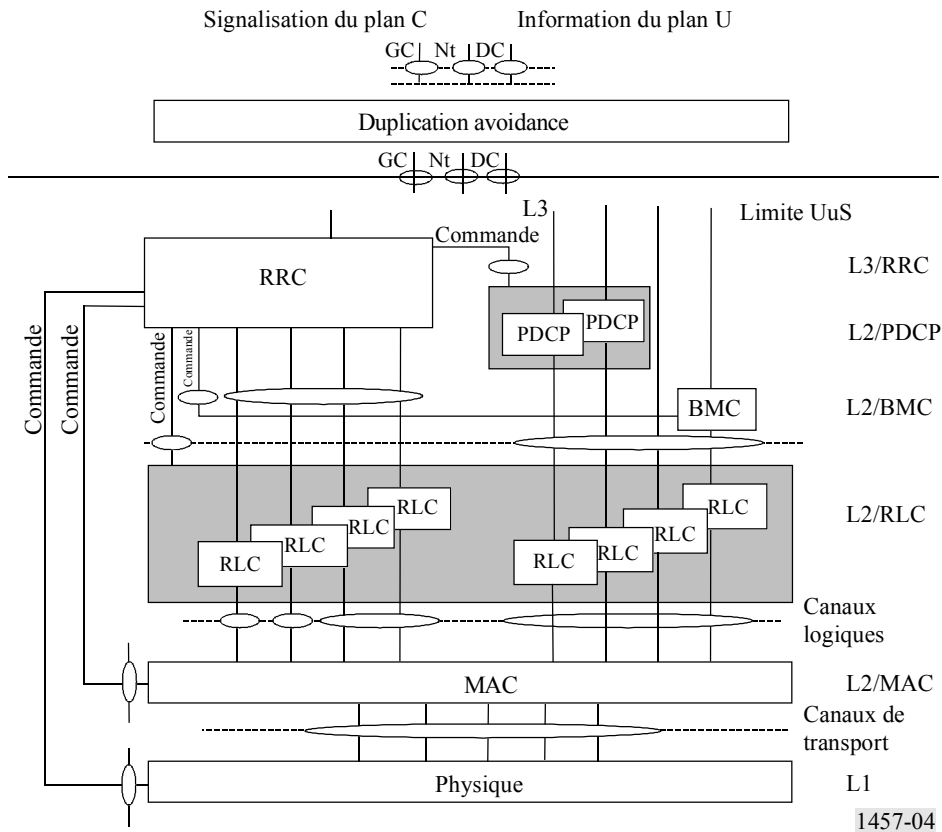 Signalisation du plan C
Information du plan U
GC Nt DC
Duplication avoidance
GC Nt DC
L3
Limite UuS
Commande
RRC
L3/RRC
PDCP
PDCP
L2/PDCP
Commande
Commande
Commande
Commande
BMC
L2/BMC
RLC
RLC
RLC
RLC
RLC
RLC
RLC
RLC
L2/RLC
Canaux
logiques
MAC
L2/MAC
Canaux de
transport
Physique
L1
1457-04